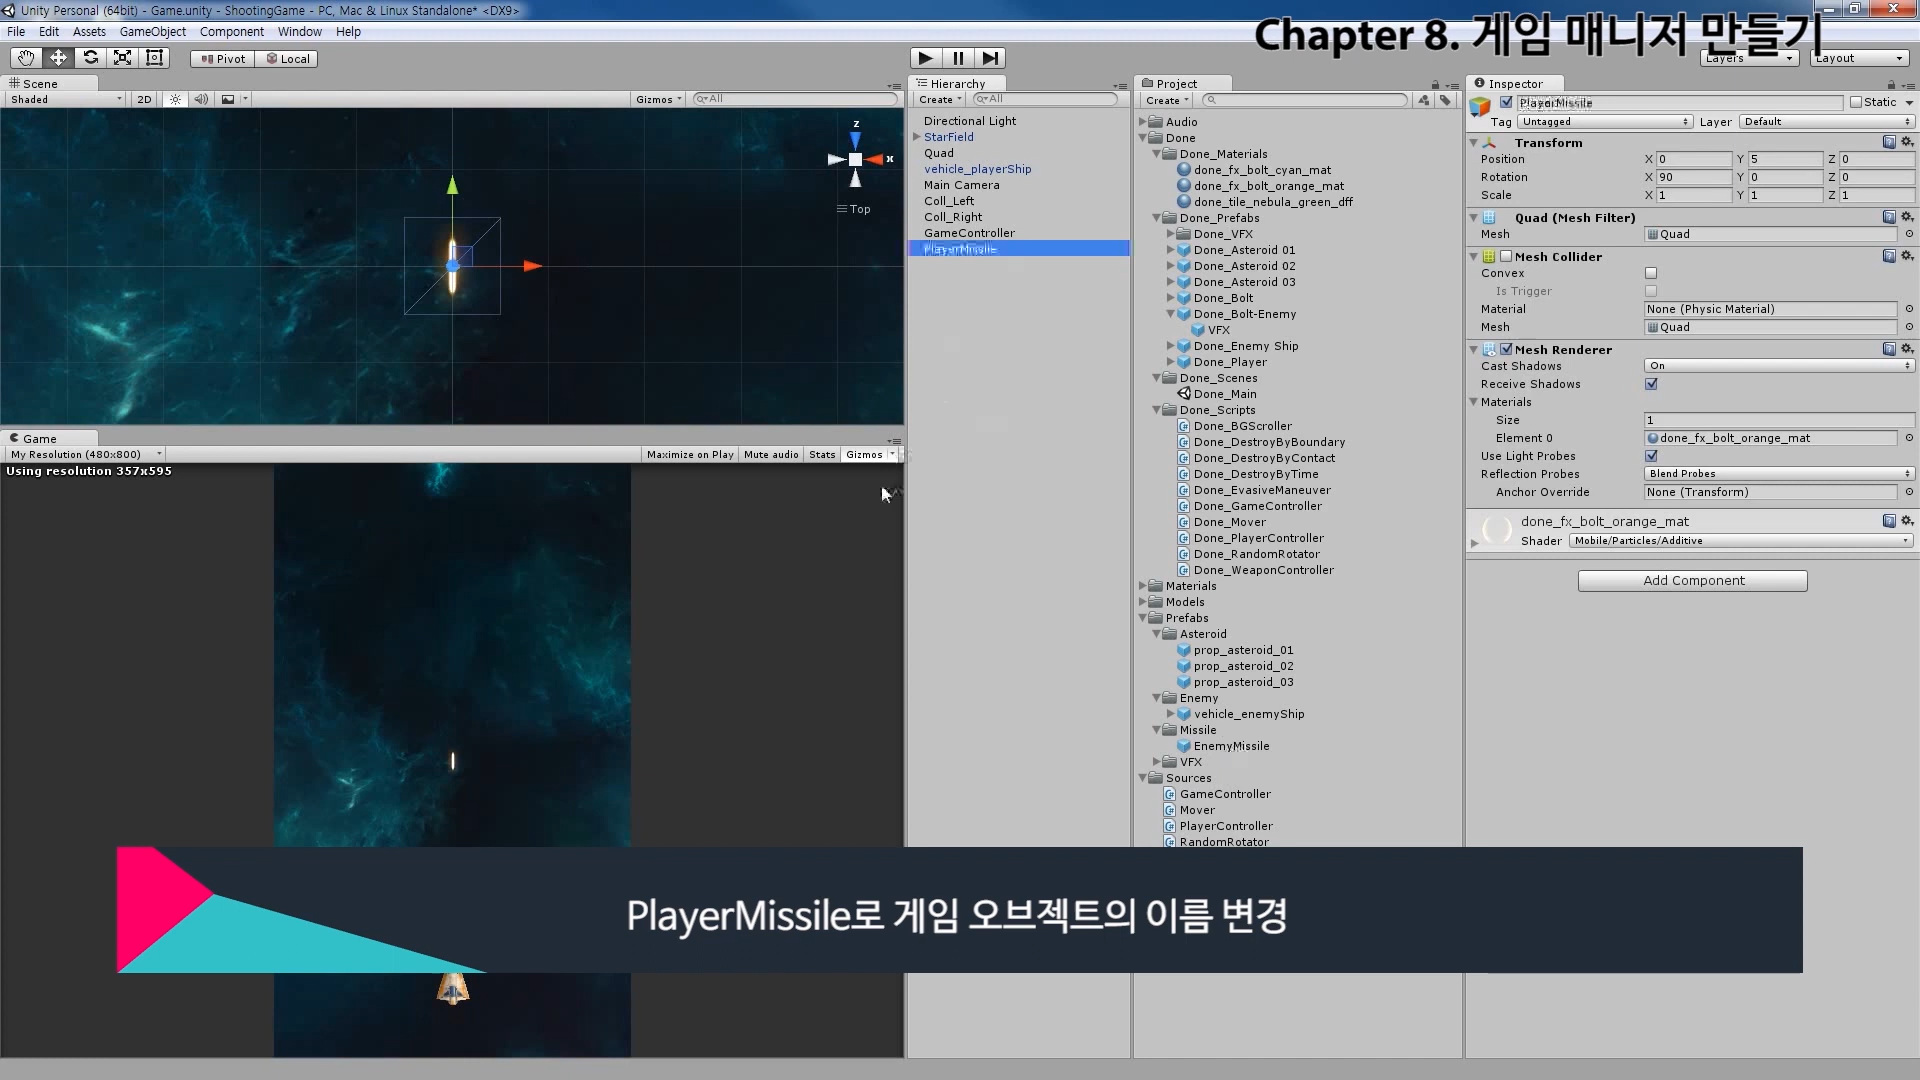 Unity Personal (64bit) - Game.unity - ShootingGame - PC, Mac & Linux Standalone* <DX9>
Chapter 8. 게임 매니저 만들기
File Edit Assets GameObject Component Window Help
Pivot Local
Layers Layout
Scene
Shaded 2D Gizmos All
z
x
Top
Game
My Resolution (480x800) Maximize on Play Mute audio Stats Gizmos
Using resolution 357x595
Hierarchy
Create All
Directional Light
StarField
Quad
vehicle_playerShip
Main Camera
Coll_Left
Coll_Right
GameController
PlayerMissile
Project
Create
Audio
Done
Done_Materials
done_fx_bolt_cyan_mat
done_fx_bolt_orange_mat
done_tile_nebula_green_dff
Done_Prefabs
Done_VFX
Done_Asteroid 01
Done_Asteroid 02
Done_Asteroid 03
Done_Bolt
Done_Bolt-Enemy
VFX
Done_Enemy Ship
Done_Player
Done_Scenes
Done_Main
Done_Scripts
Done_BGScroller
Done_DestroyByBoundary
Done_DestroyByContact
Done_DestroyByTime
Done_EvasiveManeuver
Done_GameController
Done_Mover
Done_PlayerController
Done_RandomRotator
Done_WeaponController
Materials
Models
Prefabs
Asteroid
prop_asteroid_01
prop_asteroid_02
prop_asteroid_03
Enemy
vehicle_enemyShip
Missile
EnemyMissile
VFX
Sources
GameController
Mover
PlayerController
RandomRotator
Inspector
PlayerMissile Static
Tag Untagged Layer Default
Transform
Position X 0 Y 5 Z 0
Rotation X 90 Y 0 Z 0
Scale X 1 Y 1 Z 1
Quad (Mesh Filter)
Mesh Quad
Mesh Collider
Convex
Is Trigger
Material None (Physic Material)
Mesh Quad
Mesh Renderer
Cast Shadows On
Receive Shadows
Materials
Size 1
Element 0 done_fx_bolt_orange_mat
Use Light Probes
Reflection Probes Blend Probes
Anchor Override None (Transform)
done_fx_bolt_orange_mat
Shader Mobile/Particles/Additive
Add Component
PlayerMissile로 게임 오브젝트의 이름 변경